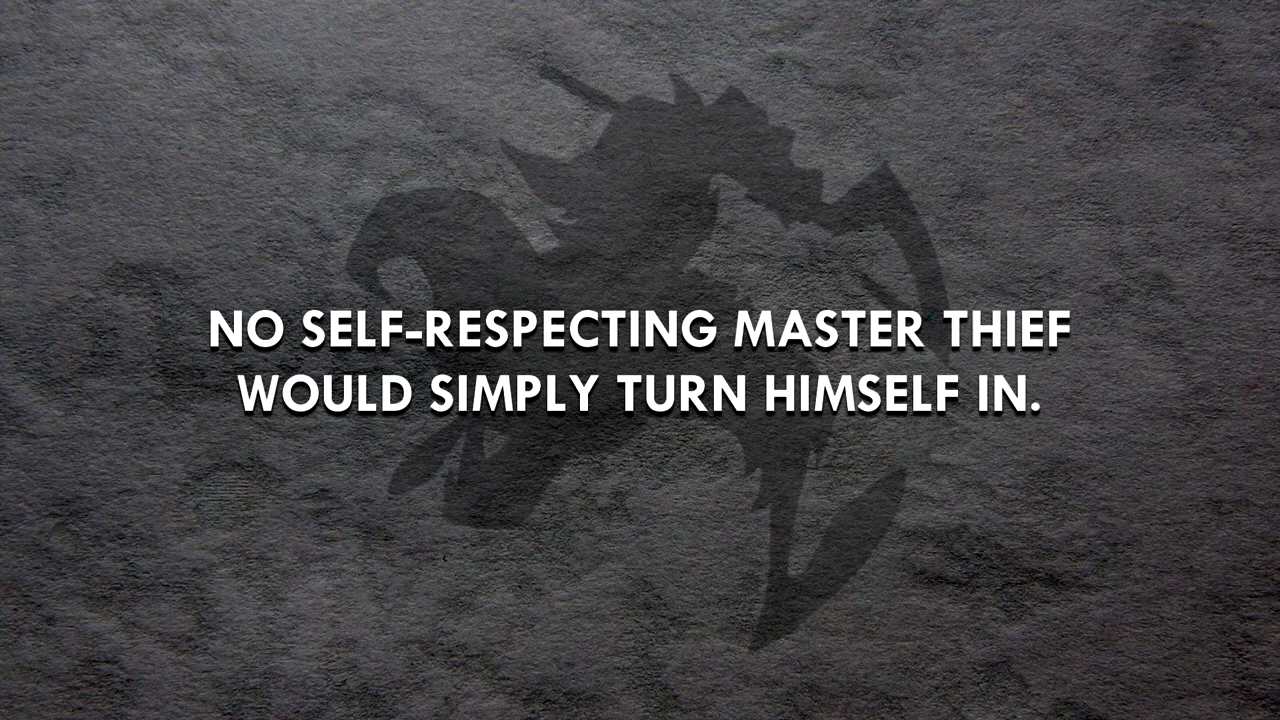 NO SELF-RESPECTING MASTER THIEF
WOULD SIMPLY TURN HIMSELF IN.